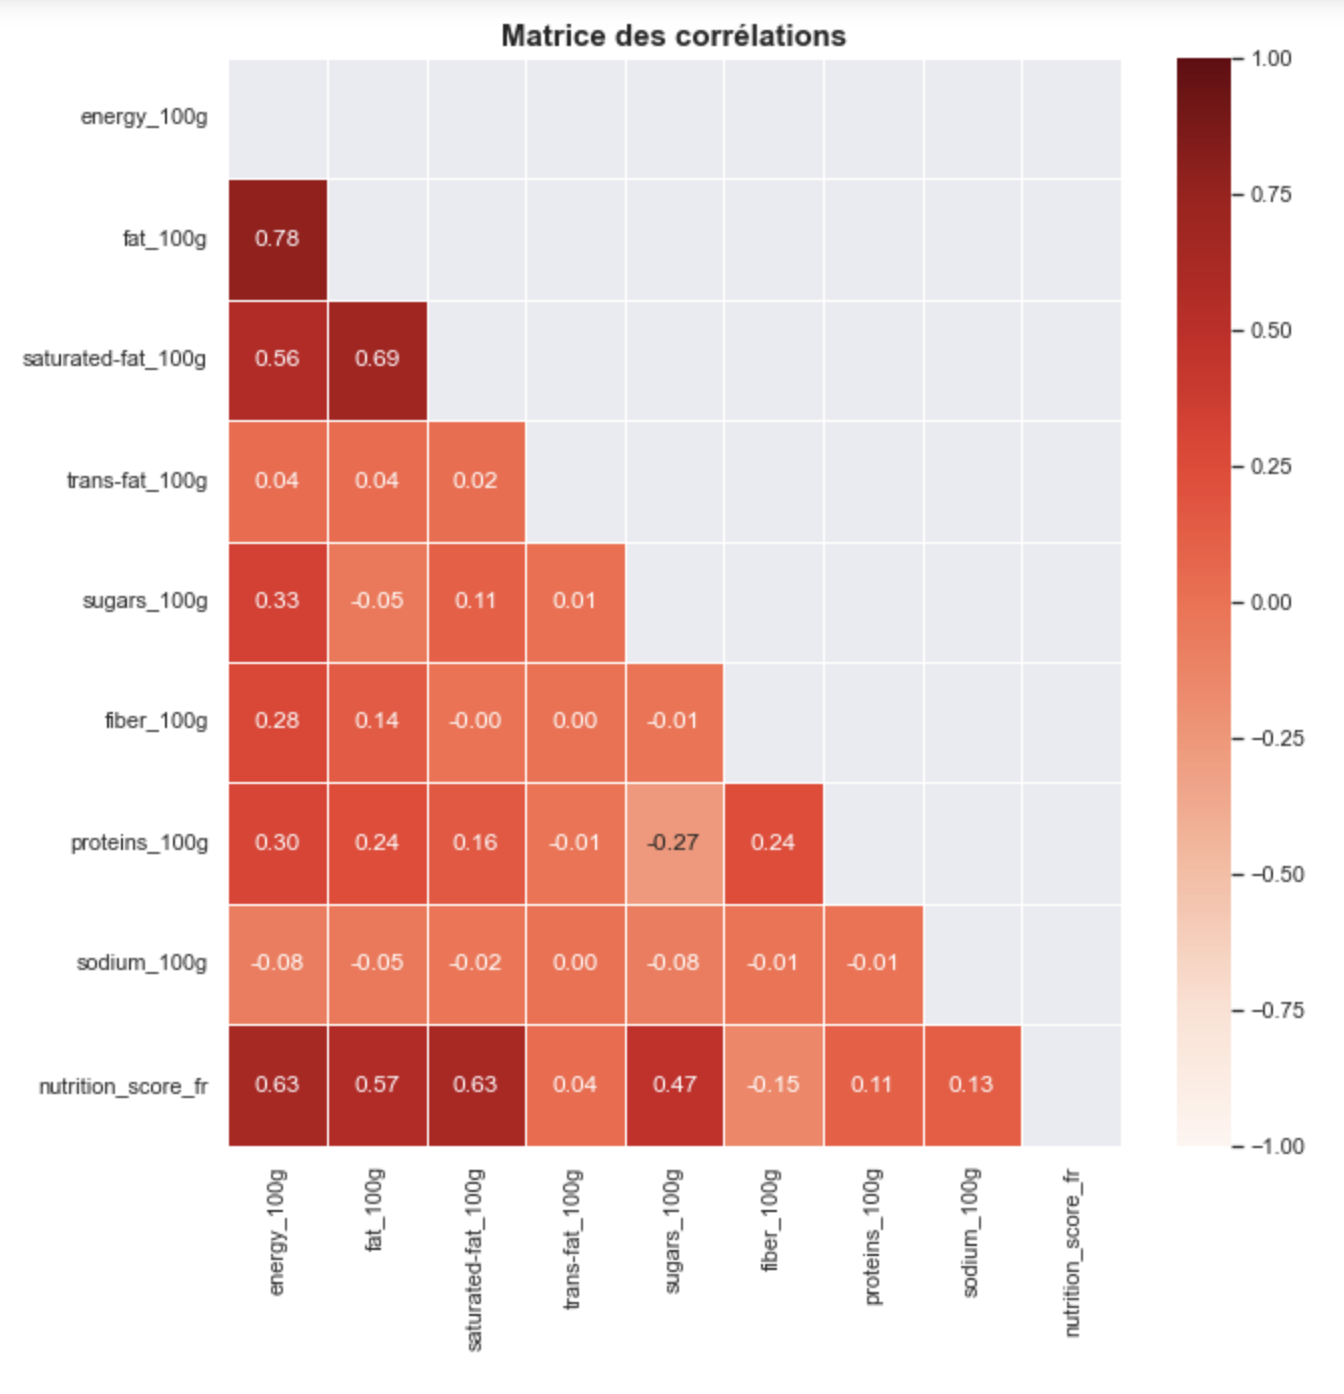 Matrice des corrélations
energy_100g
fat_100g 0.78
saturated-fat_100g 0.56 0.69
trans-fat_100g 0.04 0.04 0.02
sugars_100g 0.33 -0.05 0.11 0.01
fiber_100g 0.28 0.14 -0.00 0.00 -0.01
proteins_100g 0.30 0.24 0.16 -0.01 -0.27 0.24
sodium_100g -0.08 -0.05 -0.02 0.00 -0.08 -0.01 -0.01
nutrition_score_fr 0.63 0.57 0.63 0.04 0.47 -0.15 0.11 0.13
energy_100g
fat_100g
saturated-fat_100g
trans-fat_100g
sugars_100g
fiber_100g
proteins_100g
sodium_100g
nutrition_score_fr
1.00
0.75
0.50
0.25
0.00
−0.25
−0.50
−0.75
−1.00